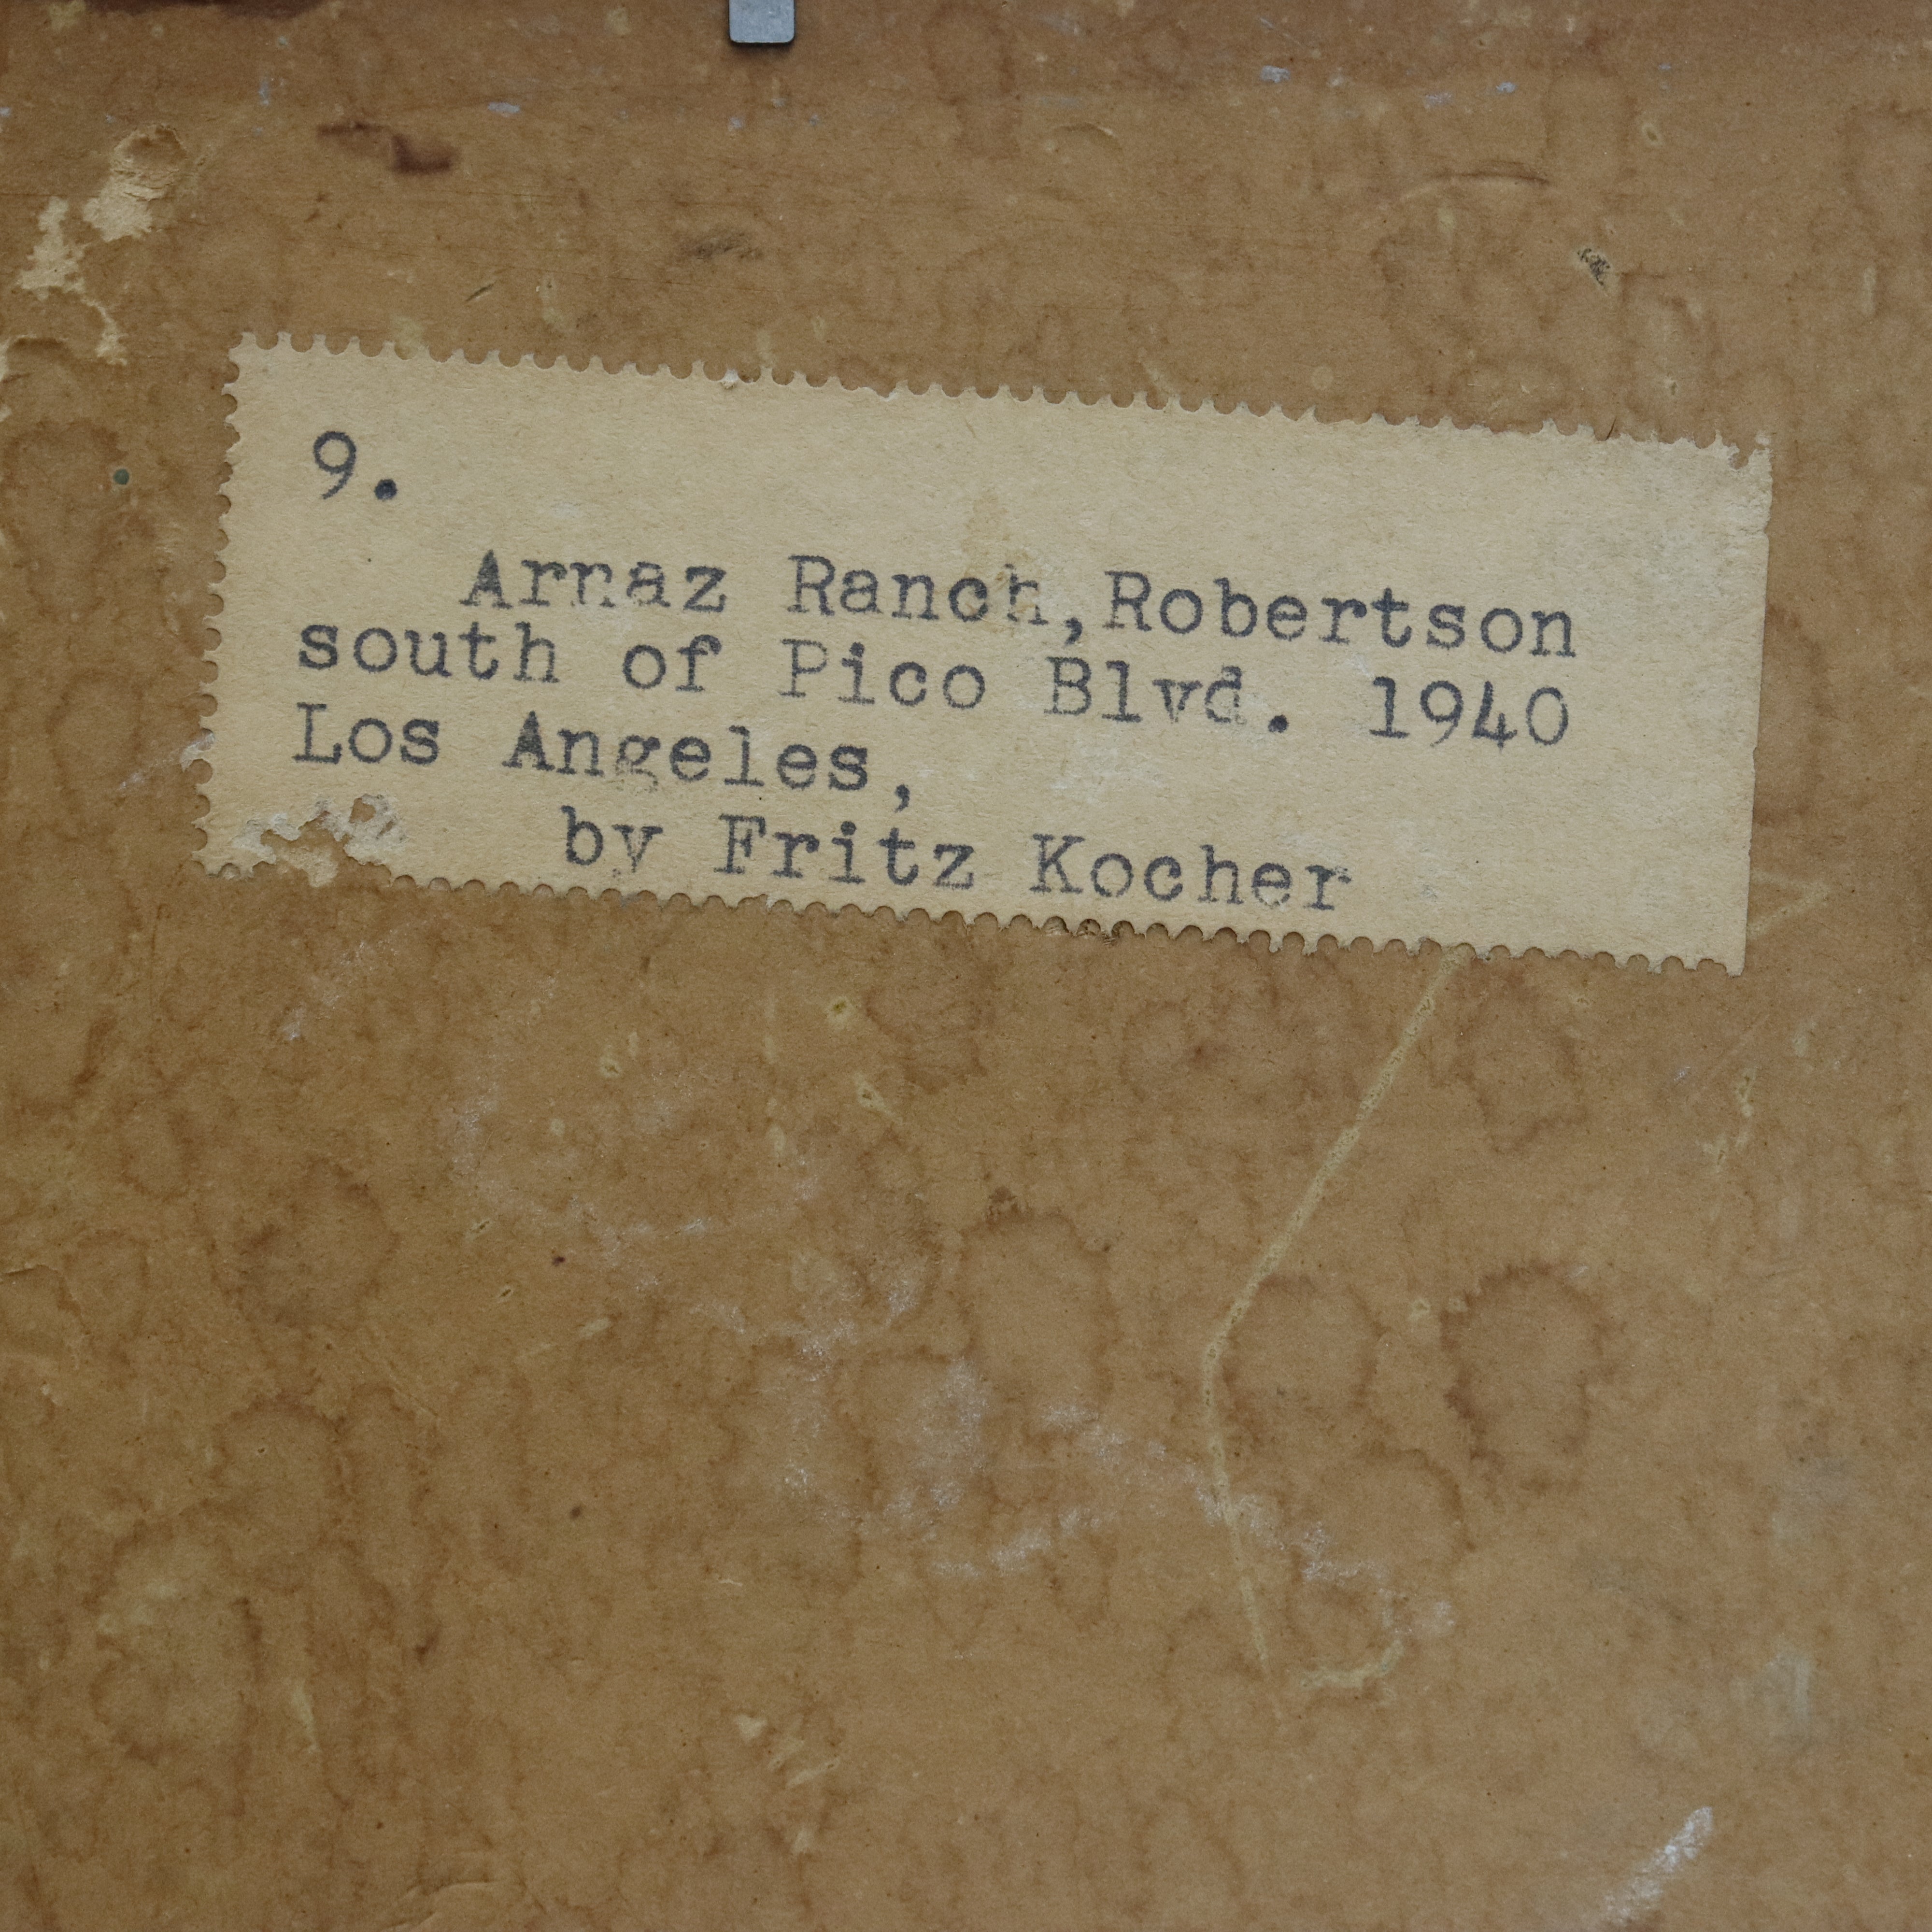 9.
Arnaz Ranch,Robertson
south of Pico Blvd. 1940
Los Angeles,
by Fritz Kocher